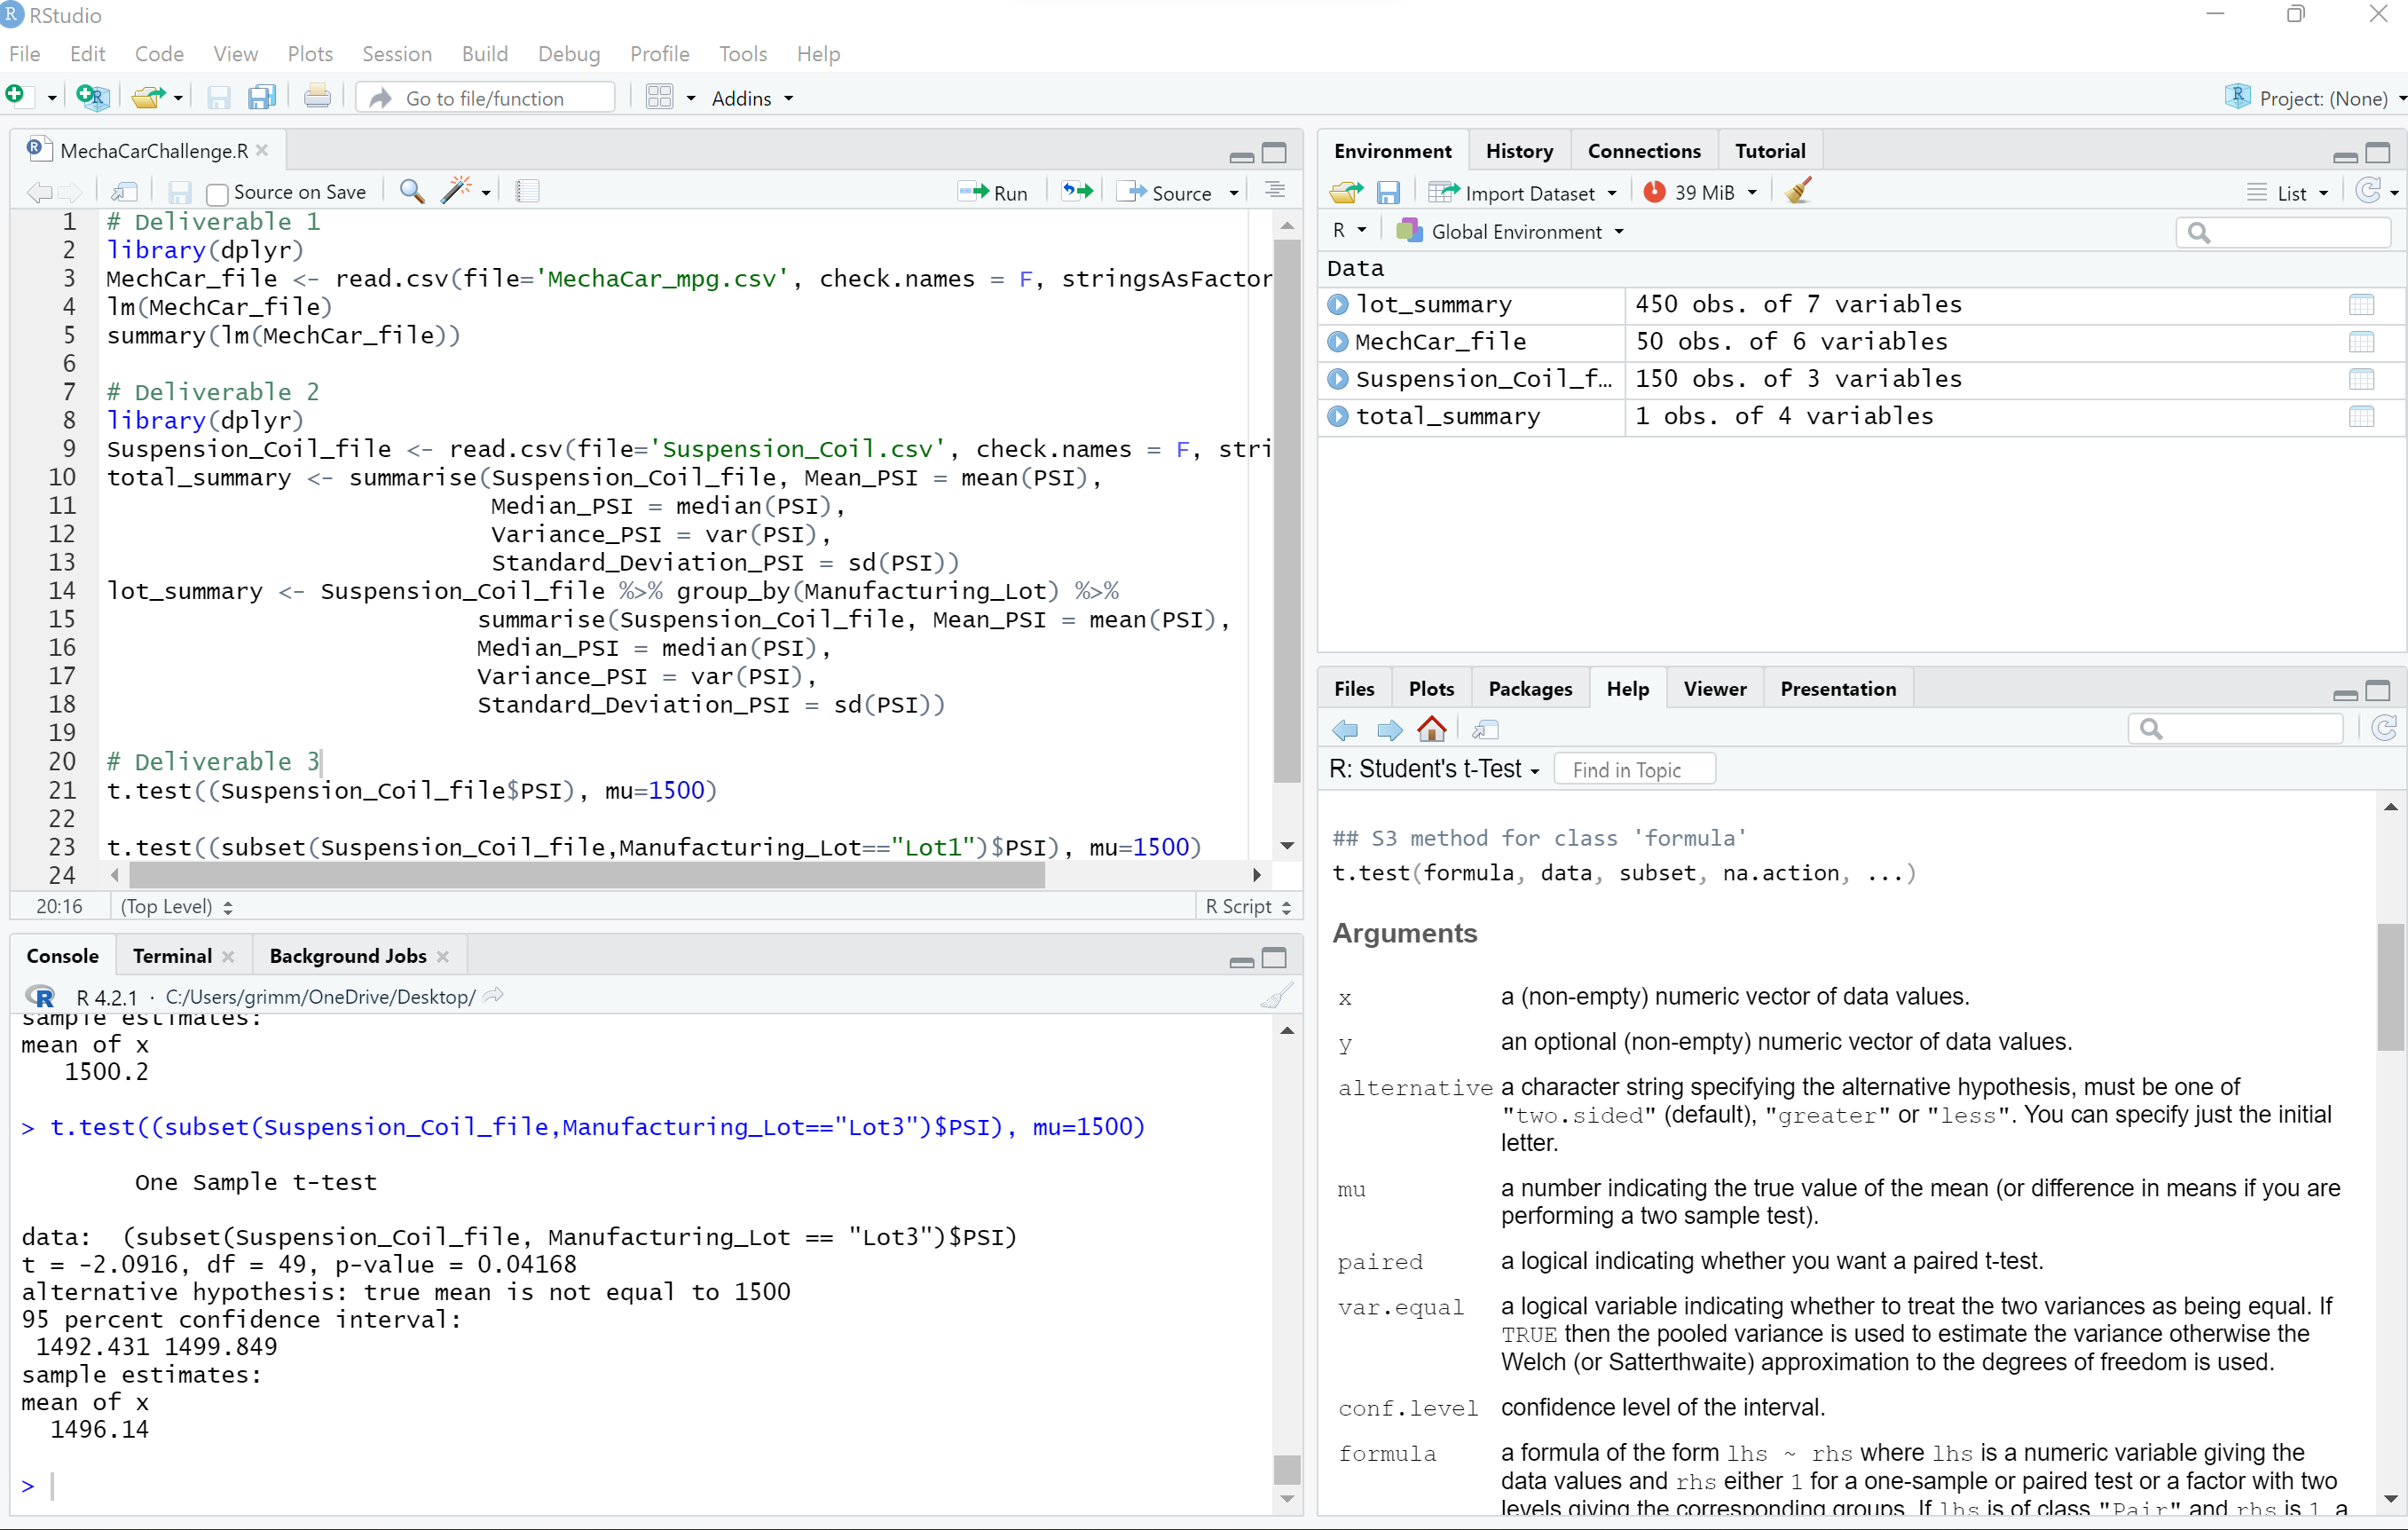 RStudio
File Edit Code View Plots Session Build Debug Profile Tools Help
Go to file/function Addins Project: (None)
MechaCarChallenge.R
Source on Save Run Source
1 # Deliverable 1
2 library(dplyr)
3 MechCar_file <- read.csv(file='MechaCar_mpg.csv', check.names = F, stringsAsFactor
4 lm(MechCar_file)
5 summary(lm(MechCar_file))
6
7 # Deliverable 2
8 library(dplyr)
9 Suspension_Coil_file <- read.csv(file='Suspension_Coil.csv', check.names = F, stri
10 total_summary <- summarise(Suspension_Coil_file, Mean_PSI = mean(PSI),
11 Median_PSI = median(PSI),
12 Variance_PSI = var(PSI),
13 Standard_Deviation_PSI = sd(PSI))
14 lot_summary <- Suspension_Coil_file %>% group_by(Manufacturing_Lot) %>%
15 summarise(Suspension_Coil_file, Mean_PSI = mean(PSI),
16 Median_PSI = median(PSI),
17 Variance_PSI = var(PSI),
18 Standard_Deviation_PSI = sd(PSI))
19
20 # Deliverable 3
21 t.test((Suspension_Coil_file$PSI), mu=1500)
22
23 t.test((subset(Suspension_Coil_file,Manufacturing_Lot=="Lot1")$PSI), mu=1500)
24
20:16 (Top Level) R Script
Console Terminal Background Jobs
R 4.2.1 · C:/Users/grimm/OneDrive/Desktop/
sample estimates:
mean of x
1500.2
> t.test((subset(Suspension_Coil_file,Manufacturing_Lot=="Lot3")$PSI), mu=1500)
One Sample t-test
data: (subset(Suspension_Coil_file, Manufacturing_Lot == "Lot3")$PSI)
t = -2.0916, df = 49, p-value = 0.04168
alternative hypothesis: true mean is not equal to 1500
95 percent confidence interval:
1492.431 1499.849
sample estimates:
mean of x
1496.14
>
Environment History Connections Tutorial
Import Dataset 39 MiB List
R Global Environment
Data
lot_summary 450 obs. of 7 variables
MechCar_file 50 obs. of 6 variables
Suspension_Coil_f… 150 obs. of 3 variables
total_summary 1 obs. of 4 variables
Files Plots Packages Help Viewer Presentation
R: Student's t-Test Find in Topic
## S3 method for class 'formula'
t.test(formula, data, subset, na.action, ...)
Arguments
x a (non-empty) numeric vector of data values.
y an optional (non-empty) numeric vector of data values.
alternative a character string specifying the alternative hypothesis, must be one of
"two.sided" (default), "greater" or "less". You can specify just the initial
letter.
mu a number indicating the true value of the mean (or difference in means if you are
performing a two sample test).
paired a logical indicating whether you want a paired t-test.
var.equal a logical variable indicating whether to treat the two variances as being equal. If
TRUE then the pooled variance is used to estimate the variance otherwise the
Welch (or Satterthwaite) approximation to the degrees of freedom is used.
conf.level confidence level of the interval.
formula a formula of the form lhs ~ rhs where lhs is a numeric variable giving the
data values and rhs either 1 for a one-sample or paired test or a factor with two
levels giving the corresponding groups. If lhs is of class "Pair" and rhs is 1, a